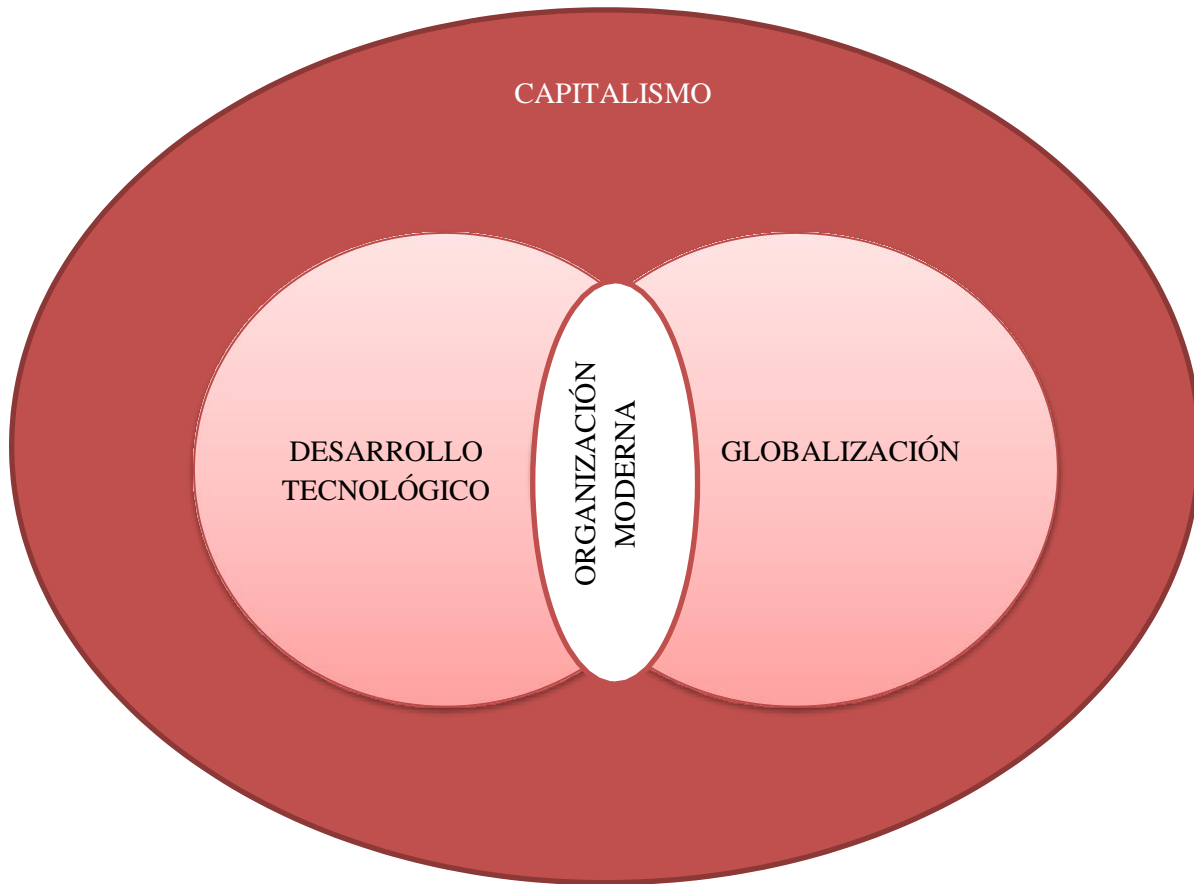 CAPITALISMO
DESARROLLO
TECNOLÓGICO
ORGANIZACIÓN
MODERNA
GLOBALIZACIÓN